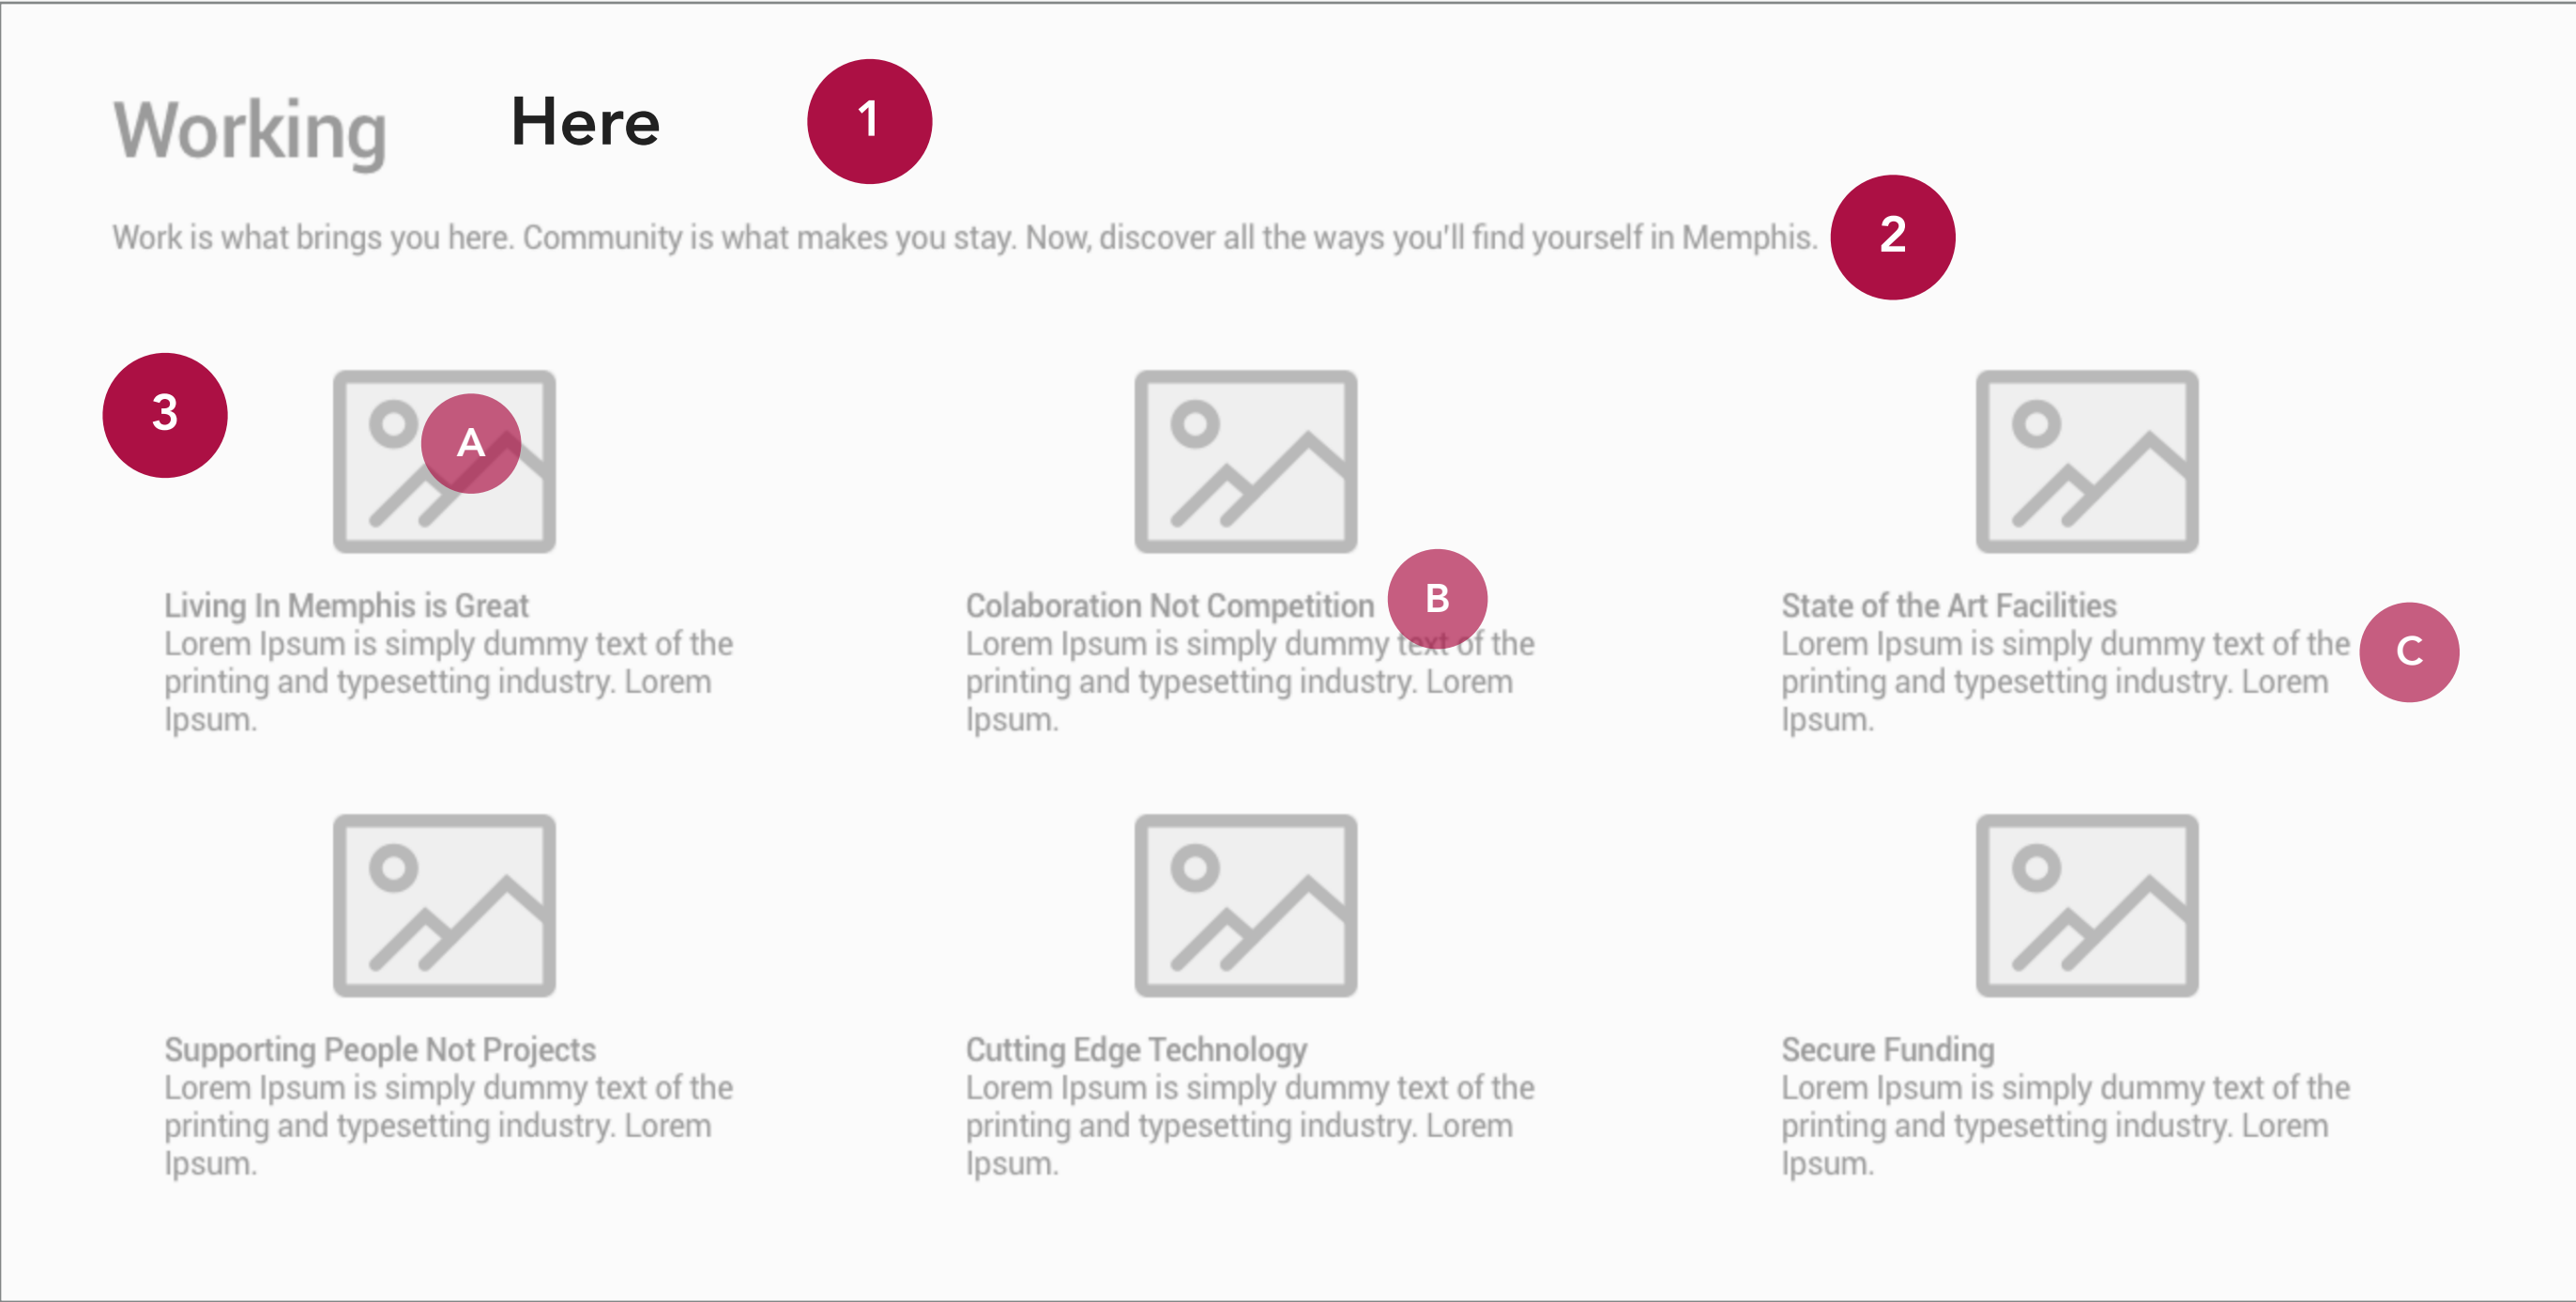 Working Here 1
Work is what brings you here. Community is what makes you stay. Now, discover all the ways you'll find yourself in Memphis. 2
3
A
Living In Memphis is Great
Lorem Ipsum is simply dummy text of the
printing and typesetting industry. Lorem
Ipsum.
Colaboration Not Competition B
Lorem Ipsum is simply dummy text of the
printing and typesetting industry. Lorem
Ipsum.
State of the Art Facilities
Lorem Ipsum is simply dummy text of the C
printing and typesetting industry. Lorem
Ipsum.
Supporting People Not Projects
Lorem Ipsum is simply dummy text of the
printing and typesetting industry. Lorem
Ipsum.
Cutting Edge Technology
Lorem Ipsum is simply dummy text of the
printing and typesetting industry. Lorem
Ipsum.
Secure Funding
Lorem Ipsum is simply dummy text of the
printing and typesetting industry. Lorem
Ipsum.